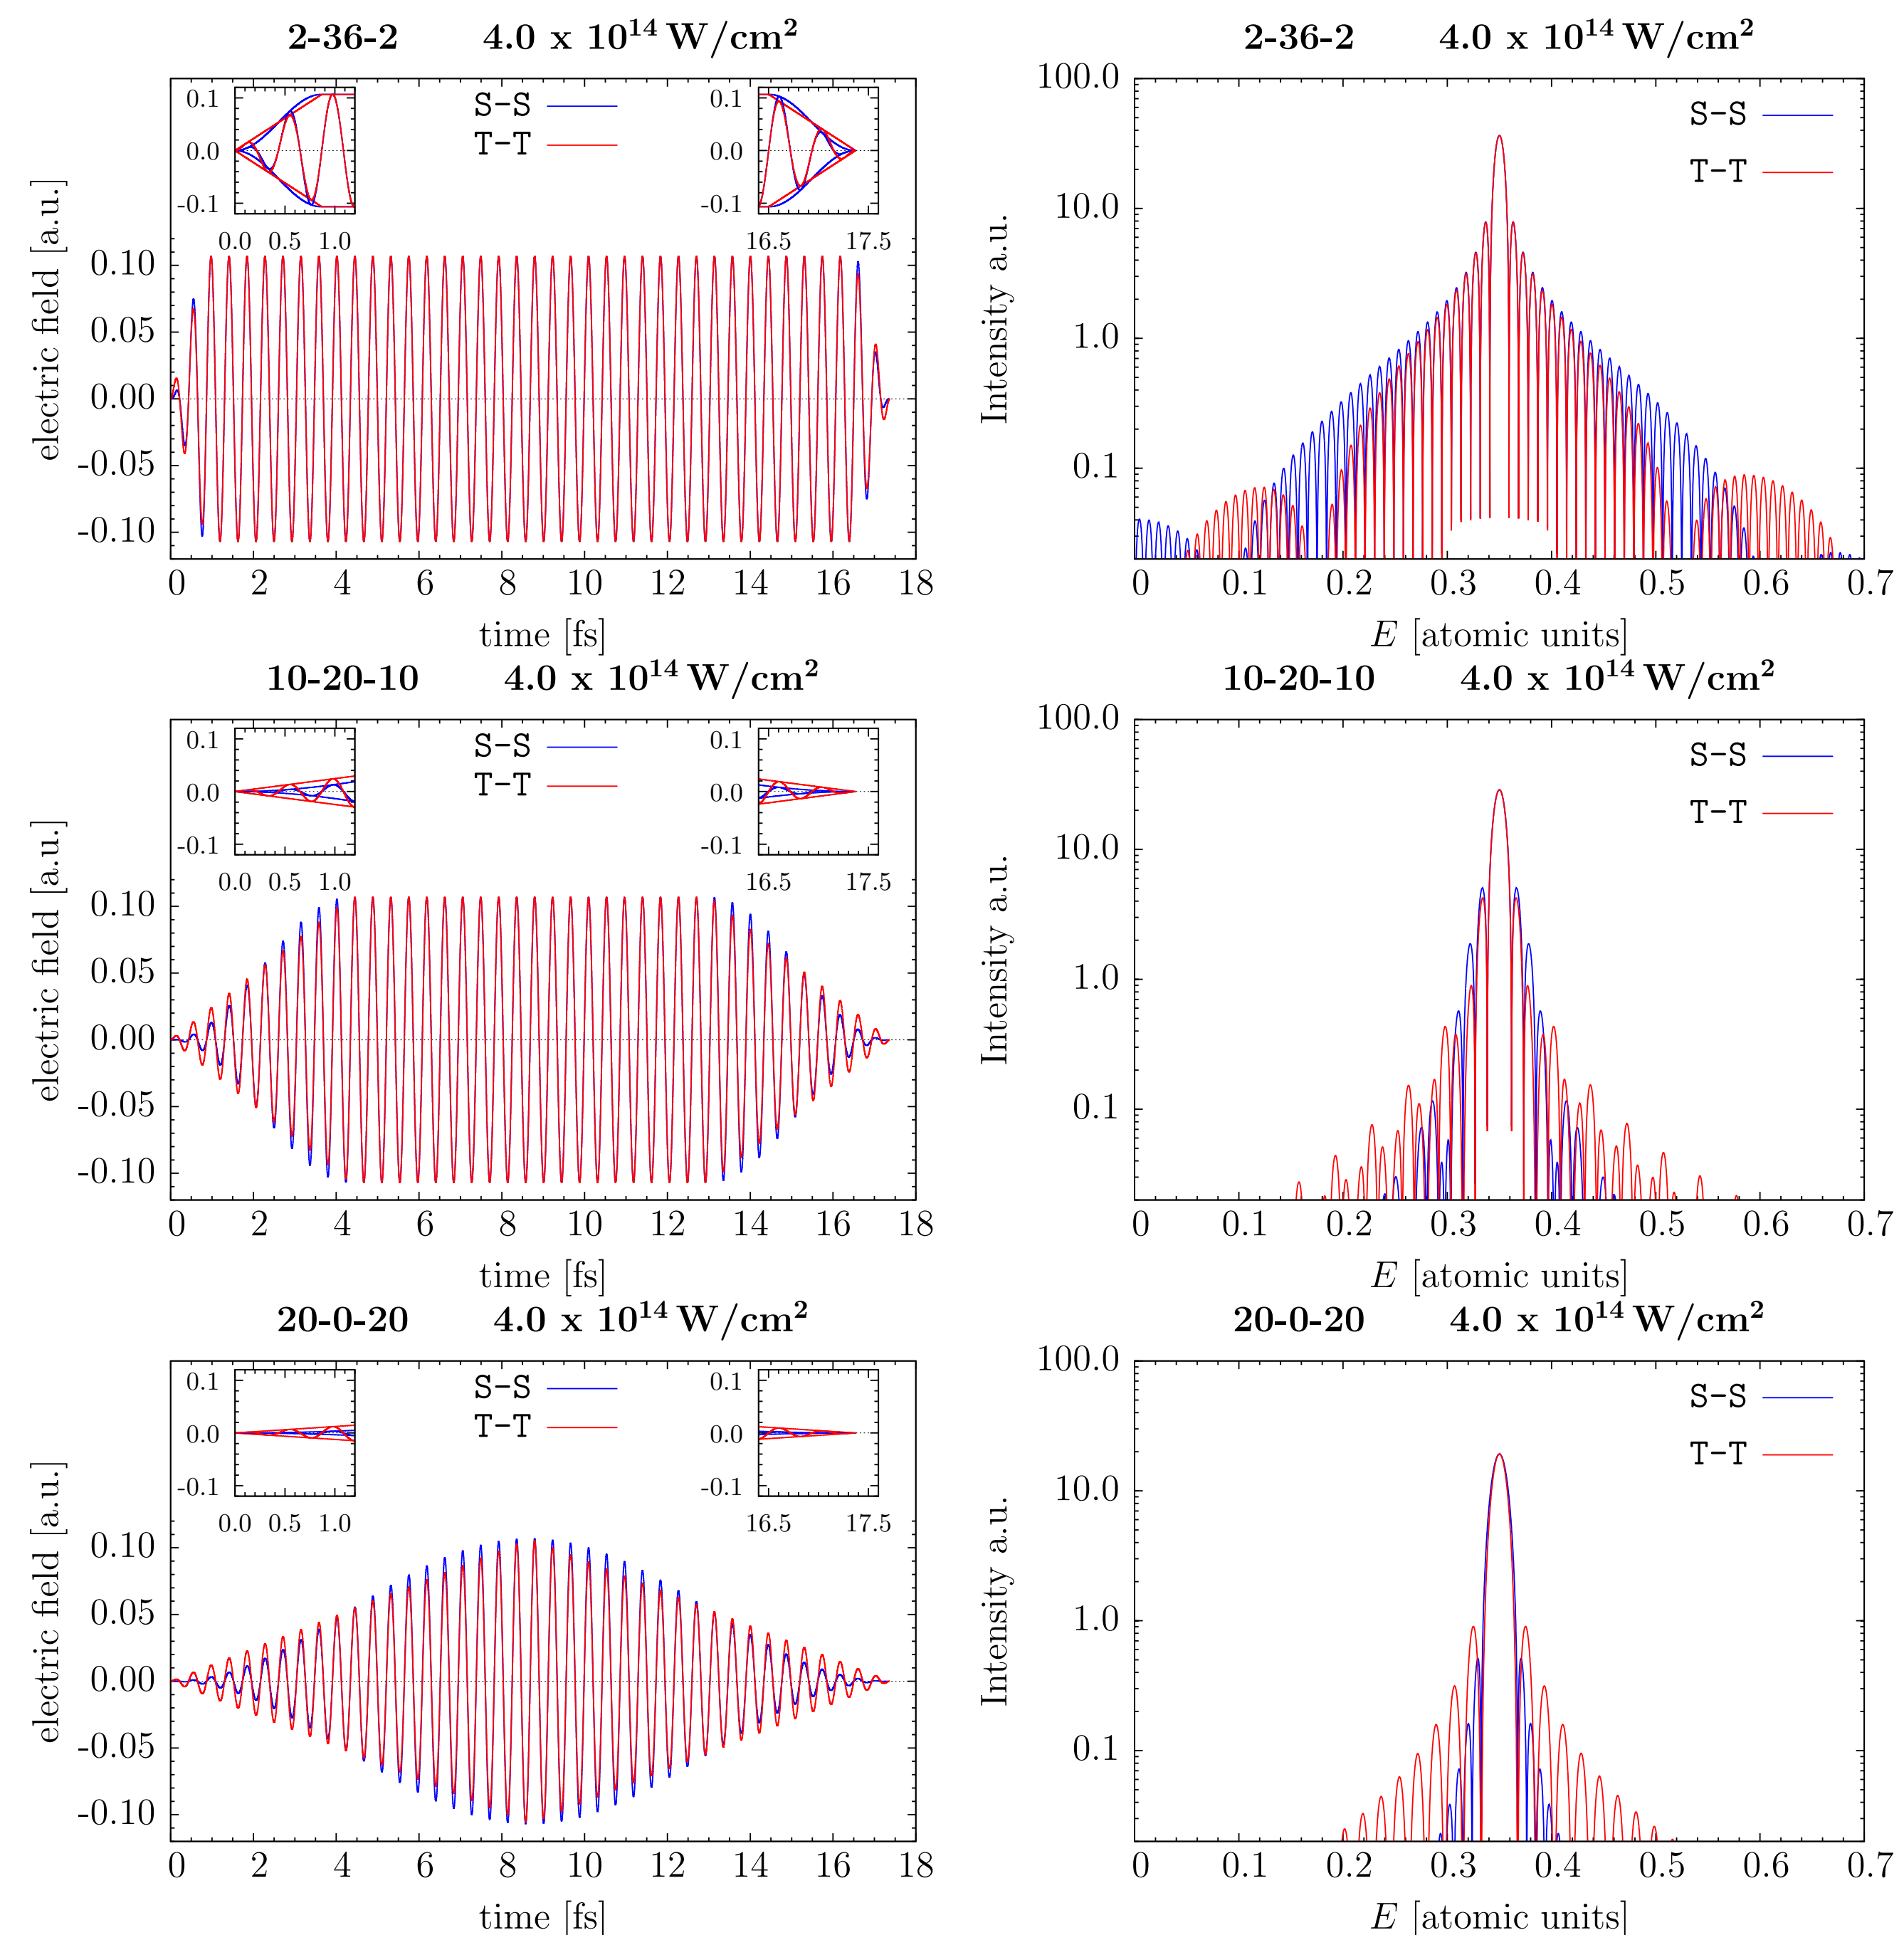 2-36-2 4.0 x 10¹⁴ W/cm²
electric field [a.u.]
0.10
0.05
0.00
-0.05
-0.10
0 2 4 6 8 10 12 14 16 18
time [fs]
S-S
T-T
0.1
0.0
-0.1
0.0 0.5 1.0
0.1
0.0
-0.1
16.5 17.5
2-36-2 4.0 x 10¹⁴ W/cm²
Intensity a.u.
100.0
10.0
1.0
0.1
0 0.1 0.2 0.3 0.4 0.5 0.6 0.7
E [atomic units]
S-S
T-T
10-20-10 4.0 x 10¹⁴ W/cm²
electric field [a.u.]
0.10
0.05
0.00
-0.05
-0.10
0 2 4 6 8 10 12 14 16 18
time [fs]
S-S
T-T
0.1
0.0
-0.1
0.0 0.5 1.0
0.1
0.0
-0.1
16.5 17.5
10-20-10 4.0 x 10¹⁴ W/cm²
Intensity a.u.
100.0
10.0
1.0
0.1
0 0.1 0.2 0.3 0.4 0.5 0.6 0.7
E [atomic units]
S-S
T-T
20-0-20 4.0 x 10¹⁴ W/cm²
electric field [a.u.]
0.10
0.05
0.00
-0.05
-0.10
0 2 4 6 8 10 12 14 16 18
time [fs]
S-S
T-T
0.1
0.0
-0.1
0.0 0.5 1.0
0.1
0.0
-0.1
16.5 17.5
20-0-20 4.0 x 10¹⁴ W/cm²
Intensity a.u.
100.0
10.0
1.0
0.1
0 0.1 0.2 0.3 0.4 0.5 0.6 0.7
E [atomic units]
S-S
T-T